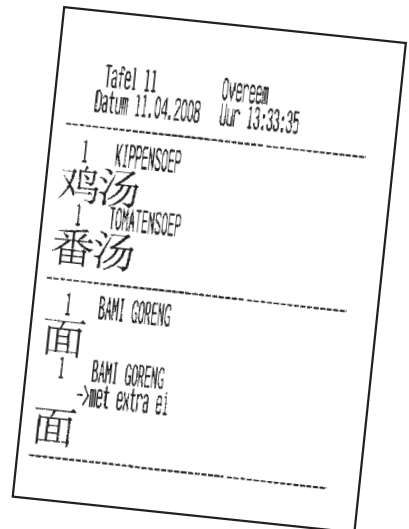 Tafel 11 Overeem
Datum 11.04.2008 Uur 13:33:35
1 KIPPENSOEP
鸡汤
1 TOMATENSOEP
番汤
1 BAMI GORENG
面
1 BAMI GORENG
->met extra ei
面